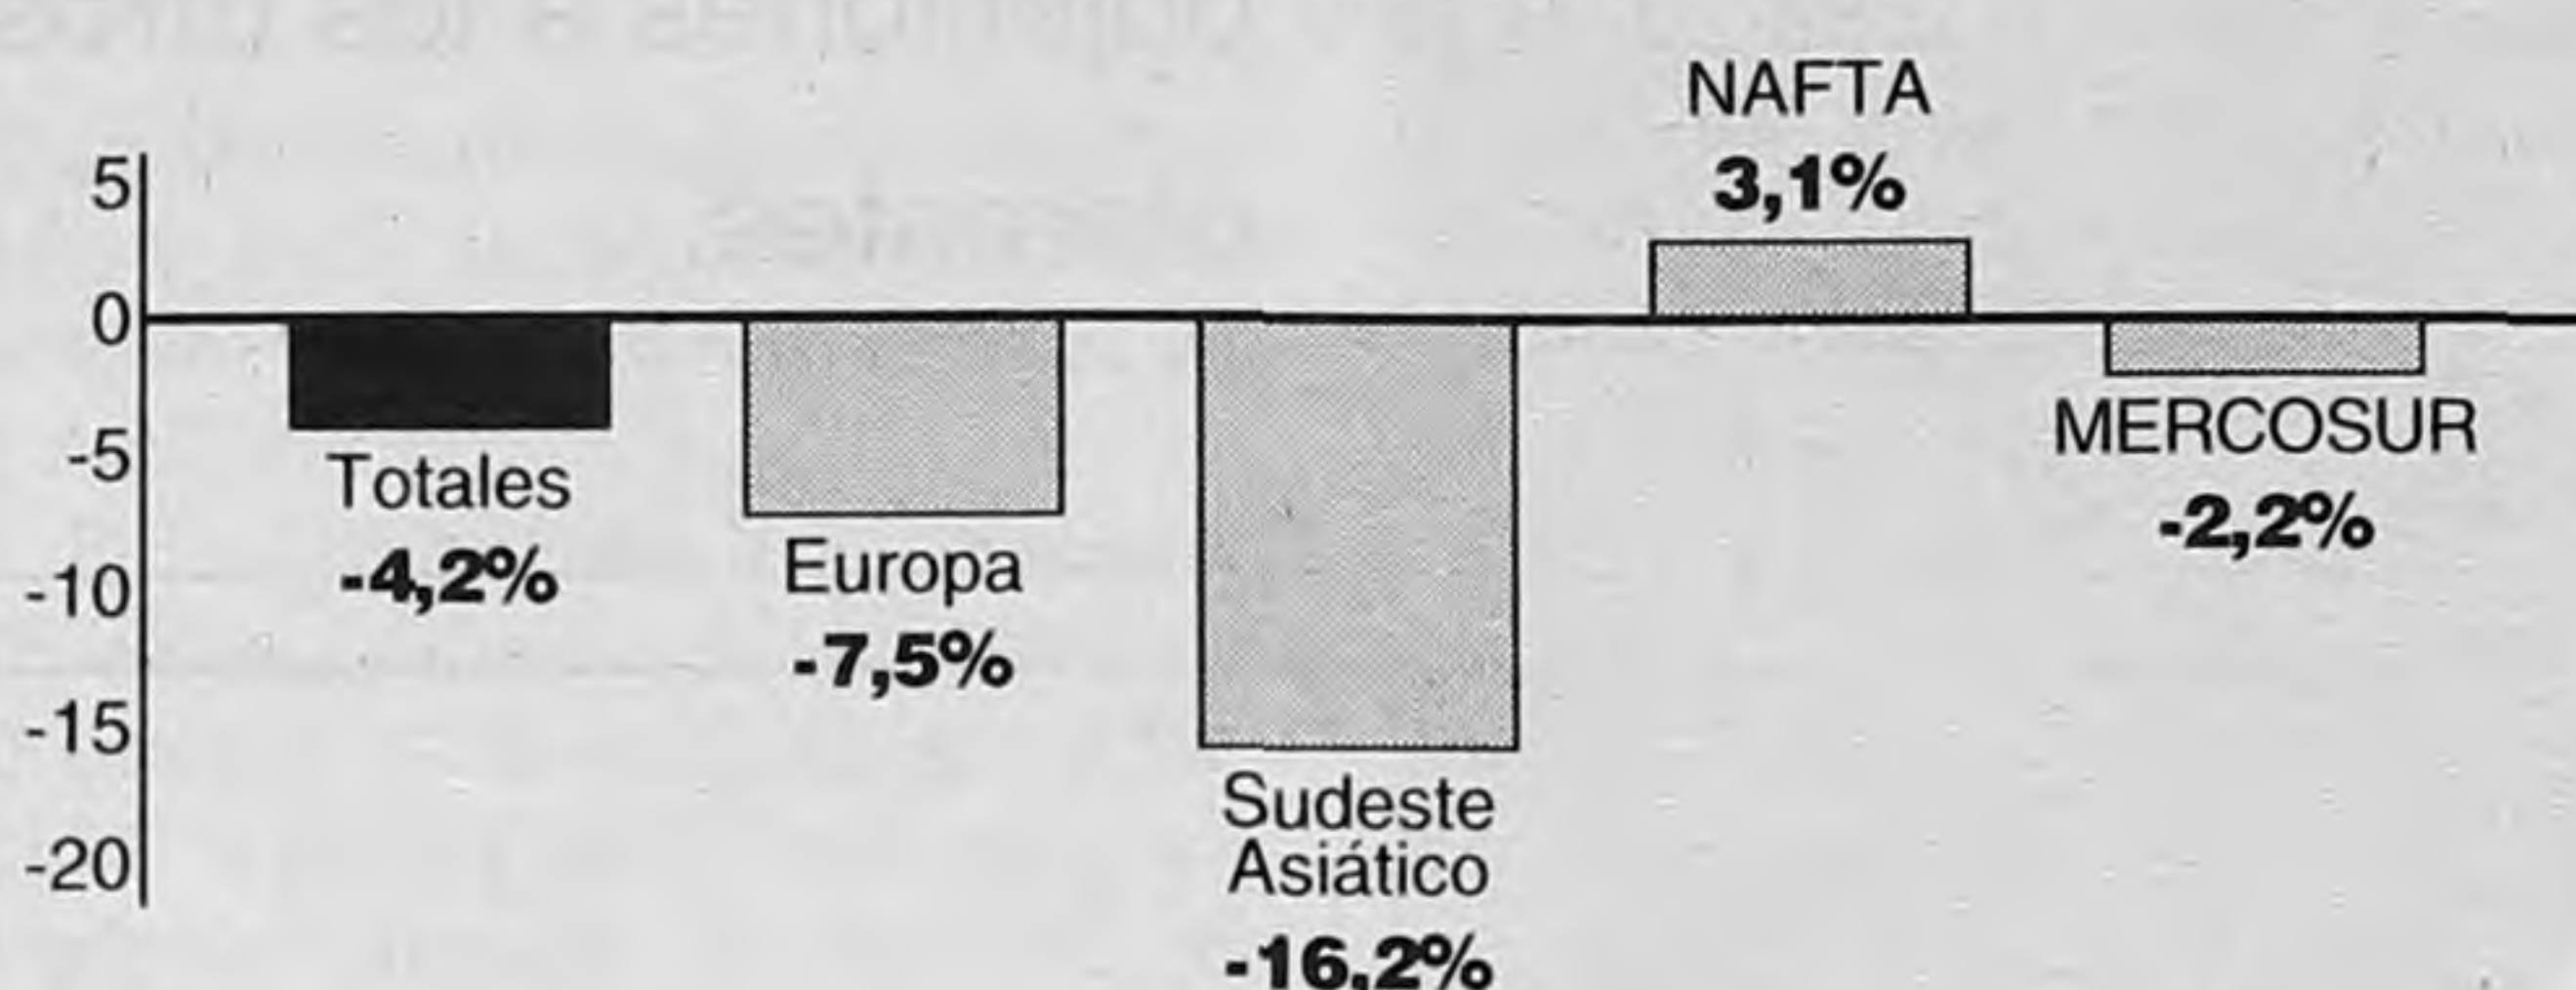 5
0
-5
-10
-15
-20
Totales
-4,2%
Europa
-7,5%
Sudeste
Asiático
-16,2%
NAFTA
3,1%
MERCOSUR
-2,2%